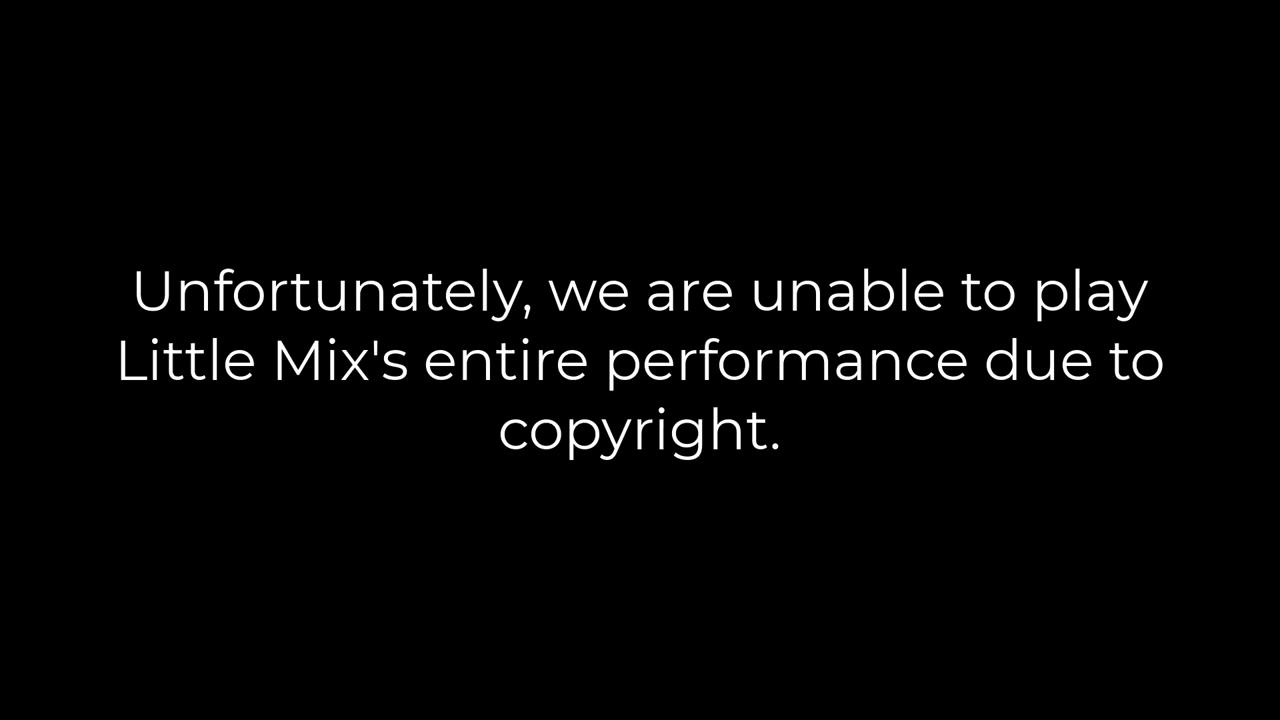 Unfortunately, we are unable to play
Little Mix's entire performance due to
copyright.